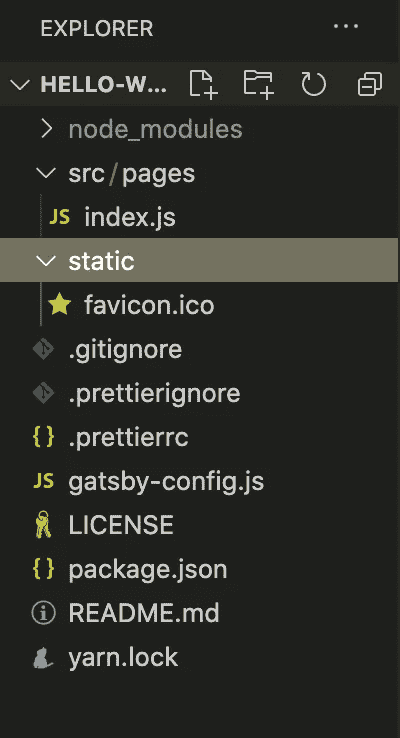 EXPLORER ...
HELLO-W...
node_modules
src/pages
JS index.js
static
favicon.ico
.gitignore
.prettierignore
{} .prettierrc
JS gatsby-config.js
LICENSE
{} package.json
README.md
yarn.lock